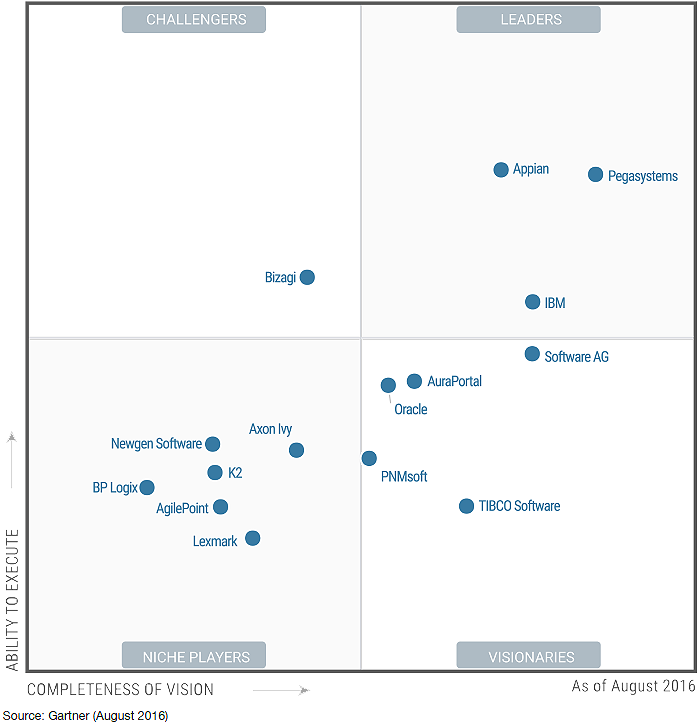 CHALLENGERS
LEADERS
Appian
Pegasystems
Bizagi
IBM
Software AG
AuraPortal
Oracle
Axon Ivy
Newgen Software
K2
PNMsoft
BP Logix
AgilePoint
TIBCO Software
Lexmark
ABILITY TO EXECUTE
NICHE PLAYERS
VISIONARIES
COMPLETENESS OF VISION
As of August 2016
Source: Gartner (August 2016)